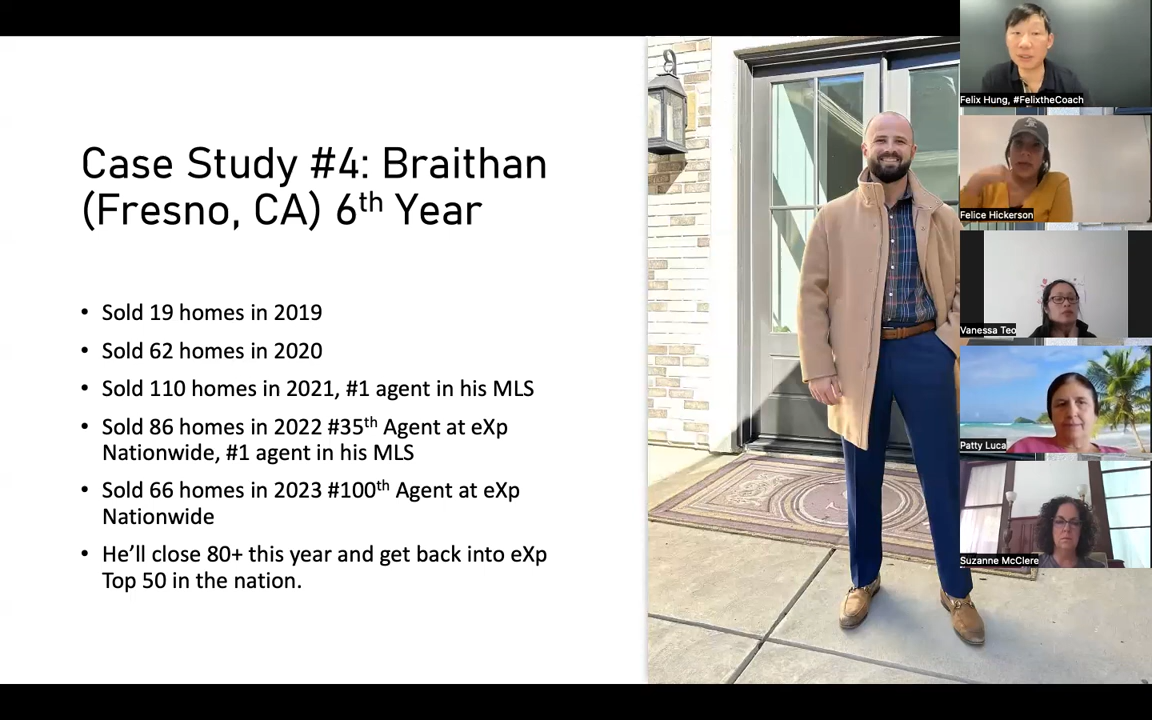 Case Study #4: Braithan
(Fresno, CA) 6th Year
• Sold 19 homes in 2019
• Sold 62 homes in 2020
• Sold 110 homes in 2021, #1 agent in his MLS
• Sold 86 homes in 2022 #35th Agent at eXp
Nationwide, #1 agent in his MLS
• Sold 66 homes in 2023 #100th Agent at eXp
Nationwide
• He’ll close 80+ this year and get back into eXp
Top 50 in the nation.
Felix Hung, #FelixtheCoach
Felice Hickerson
Vanessa Teo
Patty Luca
Suzanne McClere